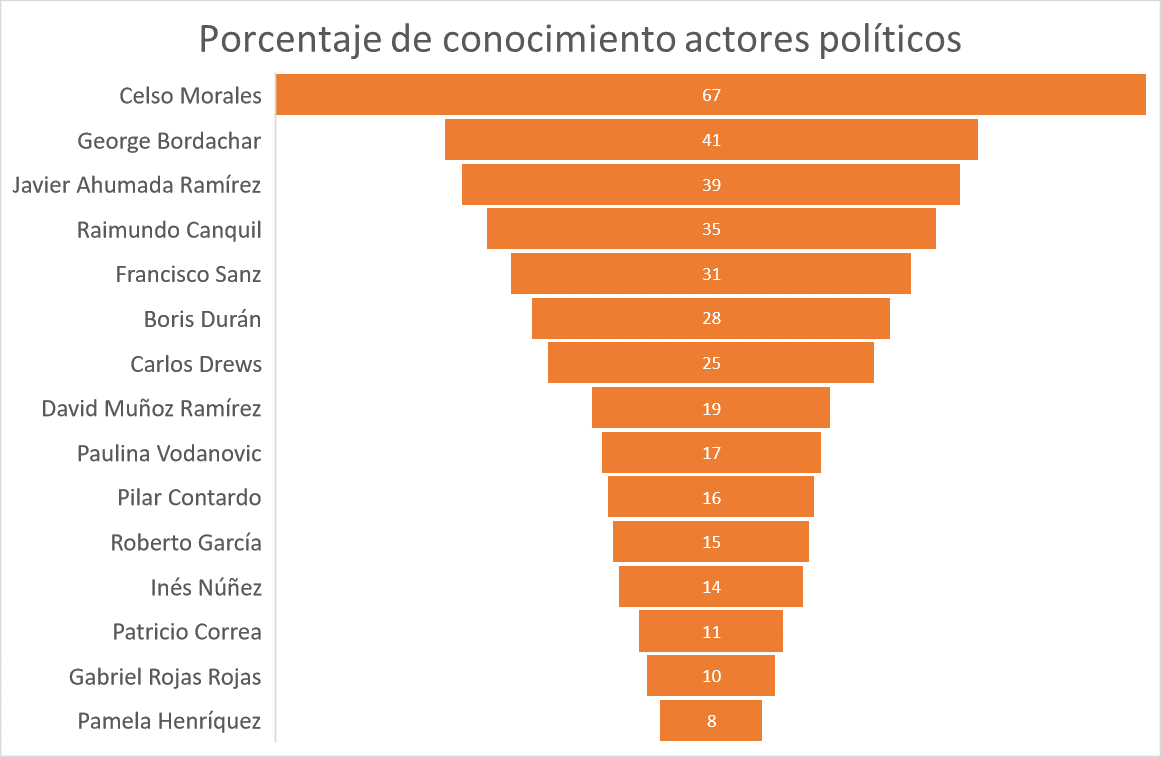 Porcentaje de conocimiento actores políticos
Celso Morales 67
George Bordachar 41
Javier Ahumada Ramírez 39
Raimundo Canquil 35
Francisco Sanz 31
Boris Durán 28
Carlos Drews 25
David Muñoz Ramírez 19
Paulina Vodanovic 17
Pilar Contardo 16
Roberto García 15
Inés Núñez 14
Patricio Correa 11
Gabriel Rojas Rojas 10
Pamela Henríquez 8